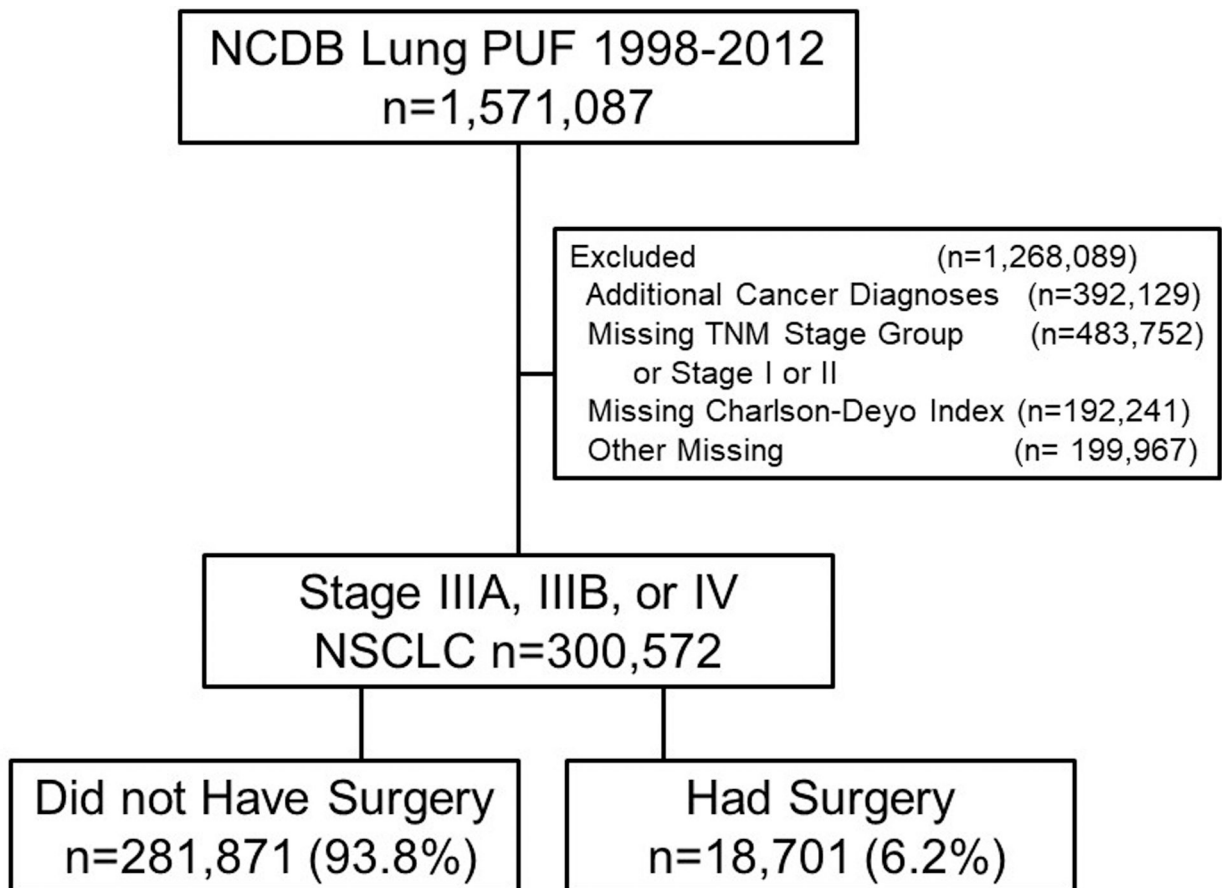 NCDB Lung PUF 1998-2012
n=1,571,087
Excluded (n=1,268,089)
Additional Cancer Diagnoses (n=392,129)
Missing TNM Stage Group (n=483,752)
or Stage I or II
Missing Charlson-Deyo Index (n=192,241)
Other Missing (n= 199,967)
Stage IIIA, IIIB, or IV
NSCLC n=300,572
Did not Have Surgery
n=281,871 (93.8%)
Had Surgery
n=18,701 (6.2%)